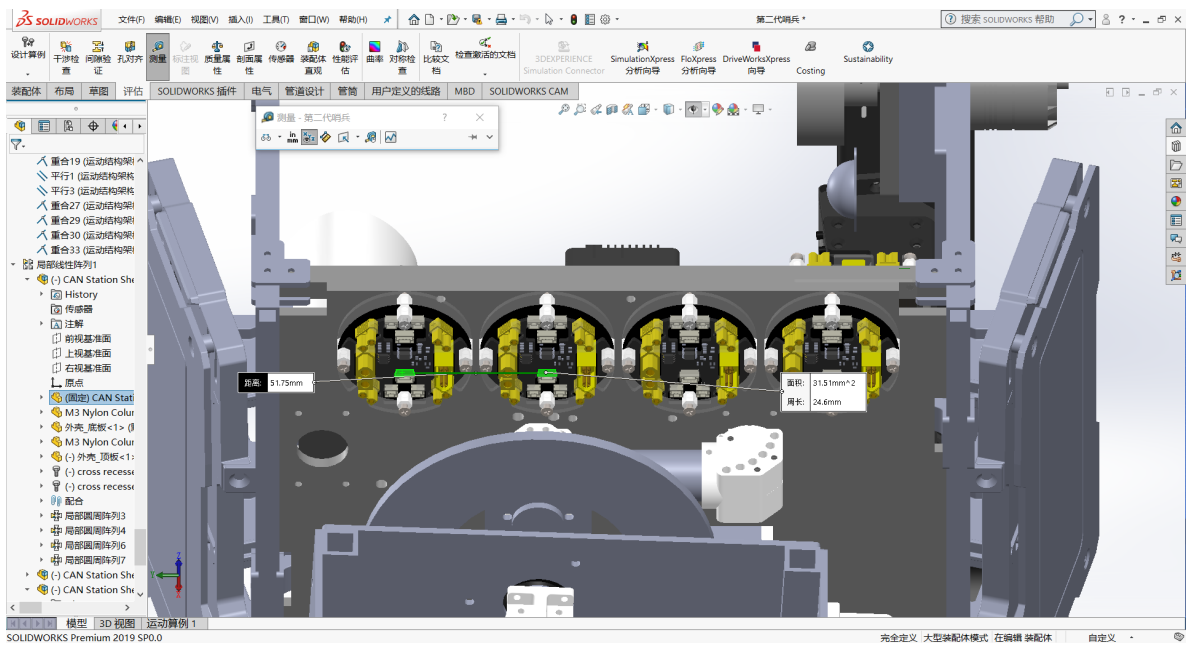 SOLIDWORKS 文件(F) 编辑(E) 视图(V) 插入(I) 工具(T) 窗口(W) 帮助(H) 第二代哨兵 * 搜索 SOLIDWORKS 帮助
设计算例 干涉检查 间隙验证 孔对齐 测量 标注视图 质量属性 剖面属性 传感器 装配体直观 性能评估 曲率 对称检查 比较文档 检查激活的文档 3DEXPERIENCE Simulation Connector SimulationXpress 分析向导 FloXpress 分析向导 DriveWorksXpress 向导 Costing Sustainability
装配体 布局 草图 评估 SOLIDWORKS 插件 电气 管道设计 管筒 用户定义的线路 MBD SOLIDWORKS CAM
测量 - 第二代哨兵
in mm
重合19 (运动结构架
平行1 (运动结构架构
平行3 (运动结构架构
重合27 (运动结构架
重合29 (运动结构架
重合30 (运动结构架
重合33 (运动结构架
局部线性阵列1
(-) CAN Station She
History
传感器
注解
前视基准面
上视基准面
右视基准面
原点
(固定) CAN Stati
M3 Nylon Colur
外壳_底板<1> (
M3 Nylon Colur
(-) 外壳_顶板<1>
(-) cross recesse
(-) cross recesse
配合
局部圆周阵列3
局部圆周阵列4
局部圆周阵列6
局部圆周阵列7
(-) CAN Station She
(-) CAN Station She
距离: 51.75mm
面积: 31.51mm^2
周长: 24.6mm
Z
Y
X
模型 3D 视图 运动算例 1
SOLIDWORKS Premium 2019 SP0.0 完全定义 大型装配体模式 在编辑 装配体 自定义